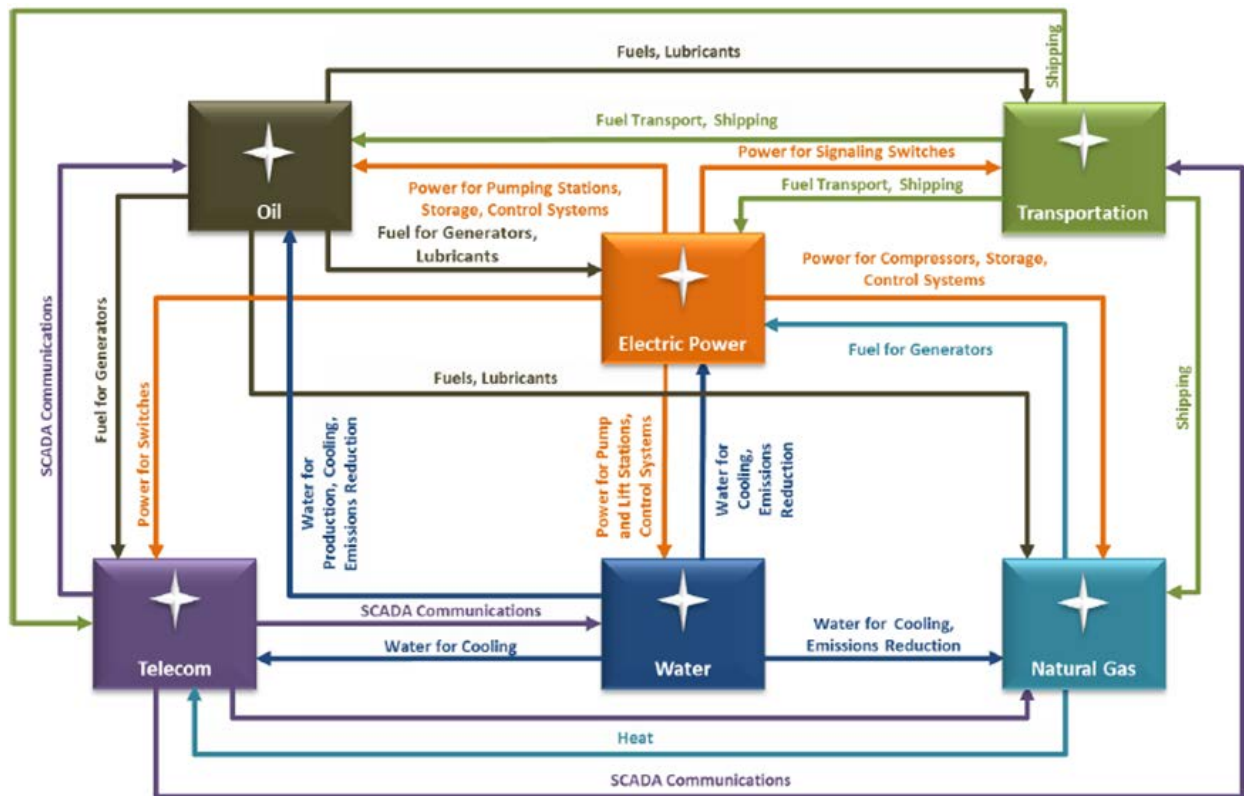 Shipping
Fuels, Lubricants
Fuel Transport, Shipping
Power for Signaling Switches
Oil
Power for Pumping Stations,
Storage, Control Systems
Fuel Transport, Shipping
Transportation
Fuel for Generators,
Lubricants
Power for Compressors, Storage,
Control Systems
Electric Power
Fuel for Generators
SCADA Communications
Fuel for Generators
Fuels, Lubricants
Shipping
Power for Switches
Water for
Production, Cooling,
Emissions Reduction
Power for Pump
and Lift Stations,
Control Systems
Water for
Cooling,
Emissions
Reduction
SCADA Communications
Water for Cooling
Water for Cooling,
Emissions Reduction
Telecom
Water
Natural Gas
Heat
SCADA Communications